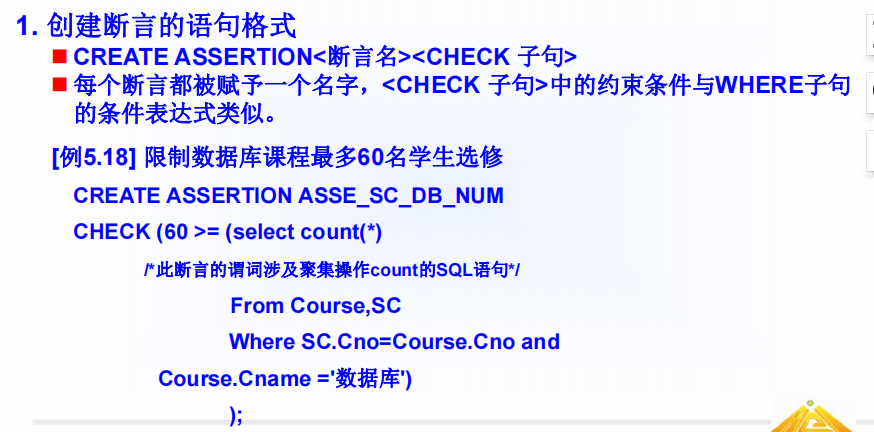 1. 创建断言的语句格式
■ CREATE ASSERTION<断言名><CHECK 子句>
■ 每个断言都被赋予一个名字，<CHECK 子句>中的约束条件与WHERE子句
的条件表达式类似。
[例5.18] 限制数据库课程最多60名学生选修
CREATE ASSERTION ASSE_SC_DB_NUM
CHECK (60 >= (select count(*)
/*此断言的谓词涉及聚集操作count的SQL语句*/
From Course,SC
Where SC.Cno=Course.Cno and
Course.Cname ='数据库')
);